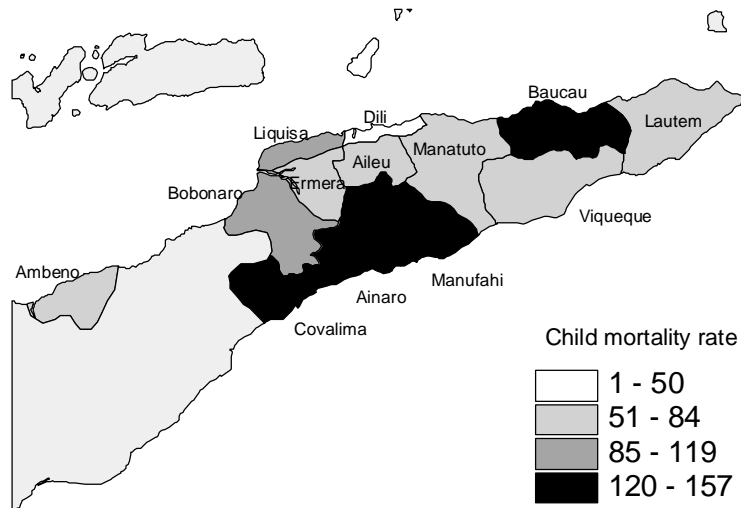 Baucau
Dili
Lautem
Liquisa
Aileu
Manatuto
Ermera
Bobonaro
Viqueque
Ambeno
Manufahi
Ainaro
Covalima
Child mortality rate
1 - 50
51 - 84
85 - 119
120 - 157